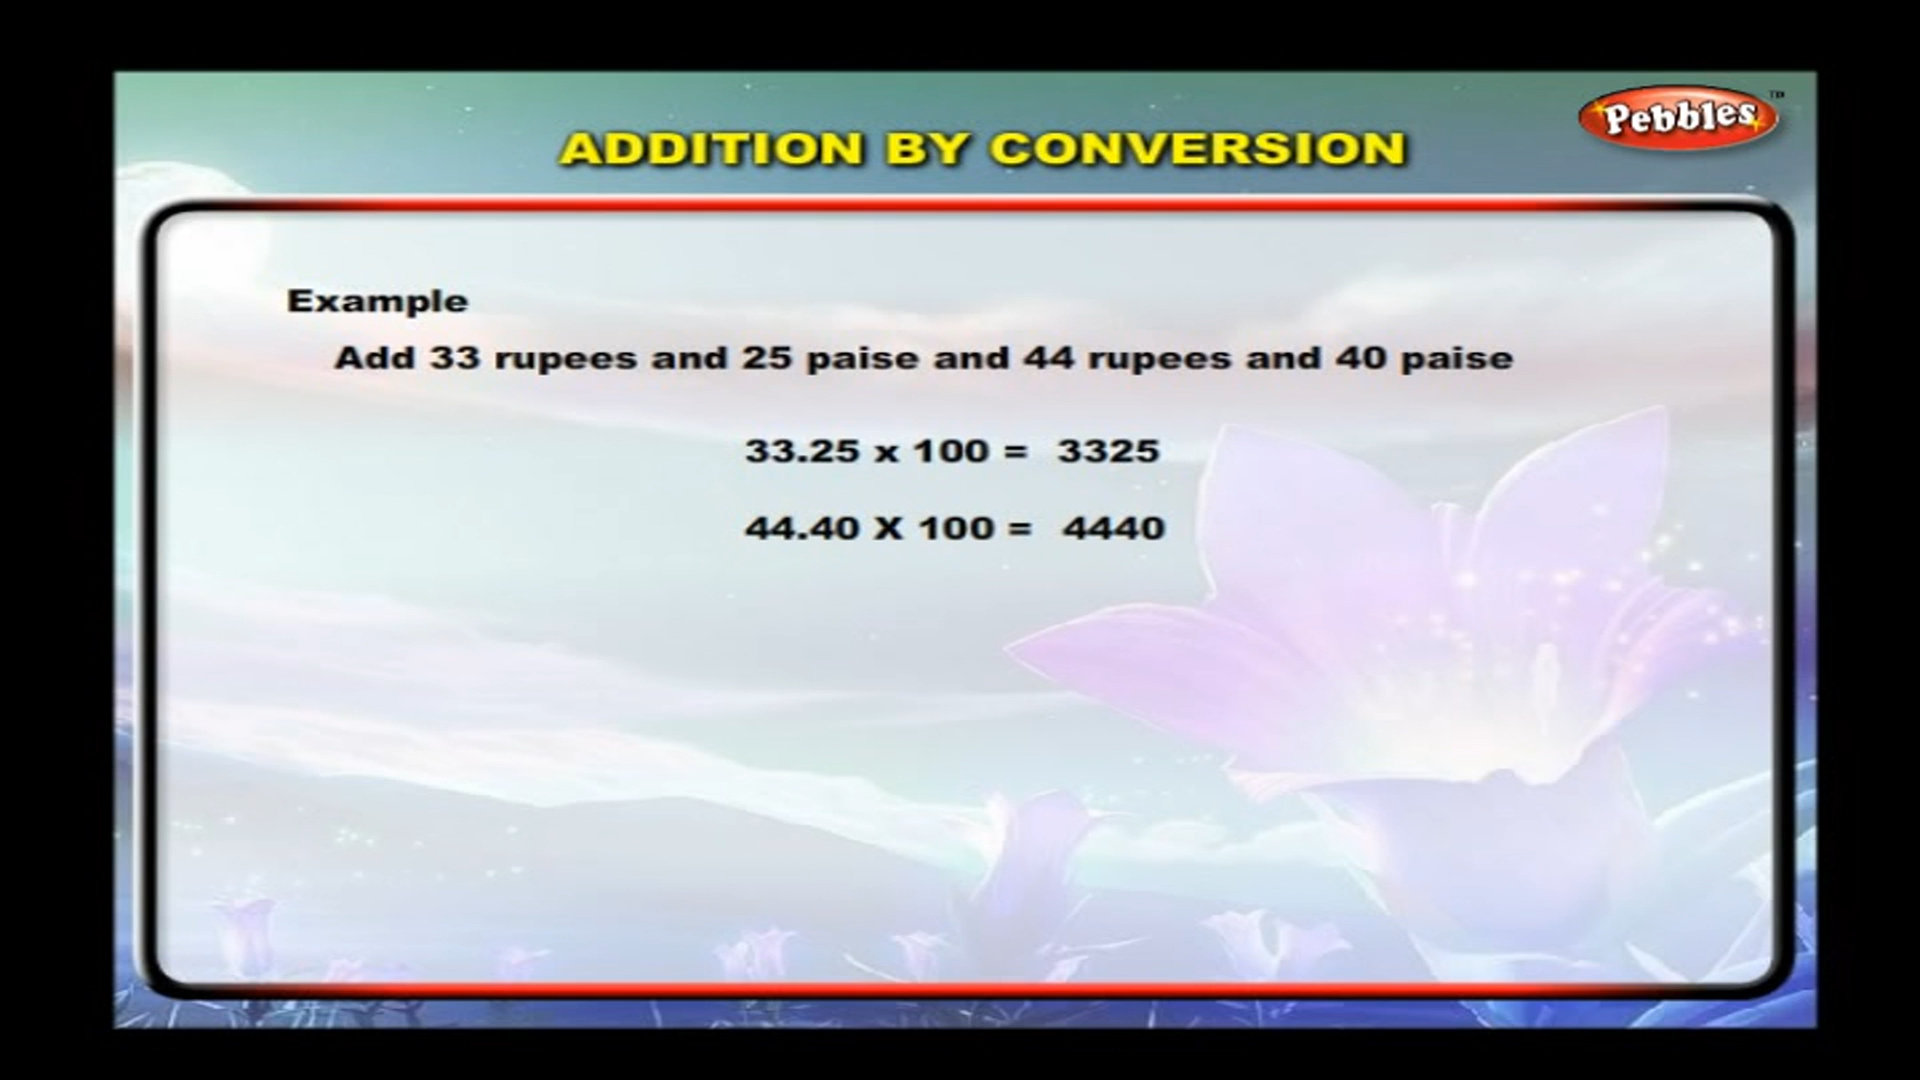 Pebbles™
ADDITION BY CONVERSION
Example
Add 33 rupees and 25 paise and 44 rupees and 40 paise
33.25 x 100 = 3325
44.40 X 100 = 4440